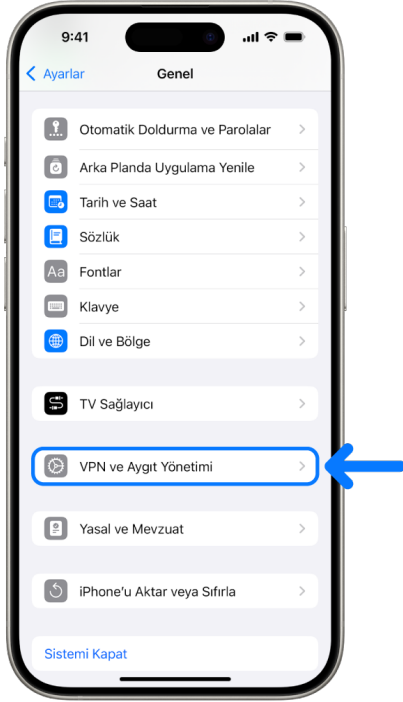 9:41
Ayarlar
Genel
Otomatik Doldurma ve Parolalar
Arka Planda Uygulama Yenile
Tarih ve Saat
Sözlük
Aa
Fontlar
Klavye
Dil ve Bölge
TV Sağlayıcı
VPN ve Aygıt Yönetimi
Yasal ve Mevzuat
iPhone'u Aktar veya Sıfırla
Sistemi Kapat